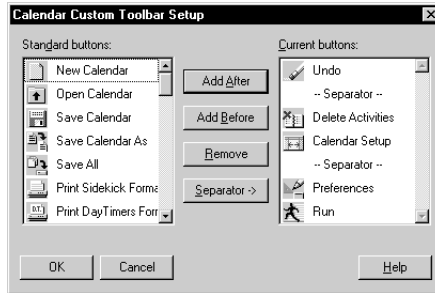 Calendar Custom Toolbar Setup
Standard buttons:
New Calendar
Open Calendar
Save Calendar
Save Calendar As
Save All
Print Sidekick Forma
D.T.
Print DayTimers Forr
Add After
Add Before
Remove
Separator ->
Current buttons:
Undo
-- Separator --
Delete Activities
Calendar Setup
-- Separator --
Preferences
Run
OK
Cancel
Help